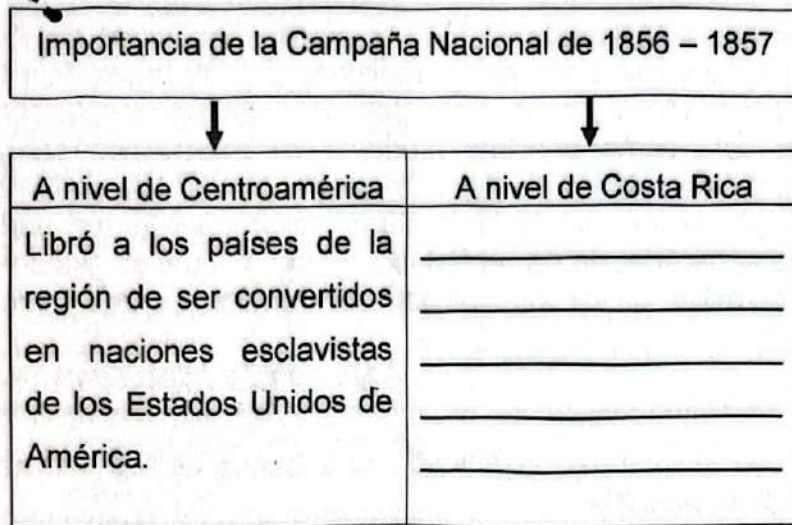 Importancia de la Campaña Nacional de 1856 – 1857
A nivel de Centroamérica
A nivel de Costa Rica
Libró a los países de la
región de ser convertidos
en naciones esclavistas
de los Estados Unidos de
América.